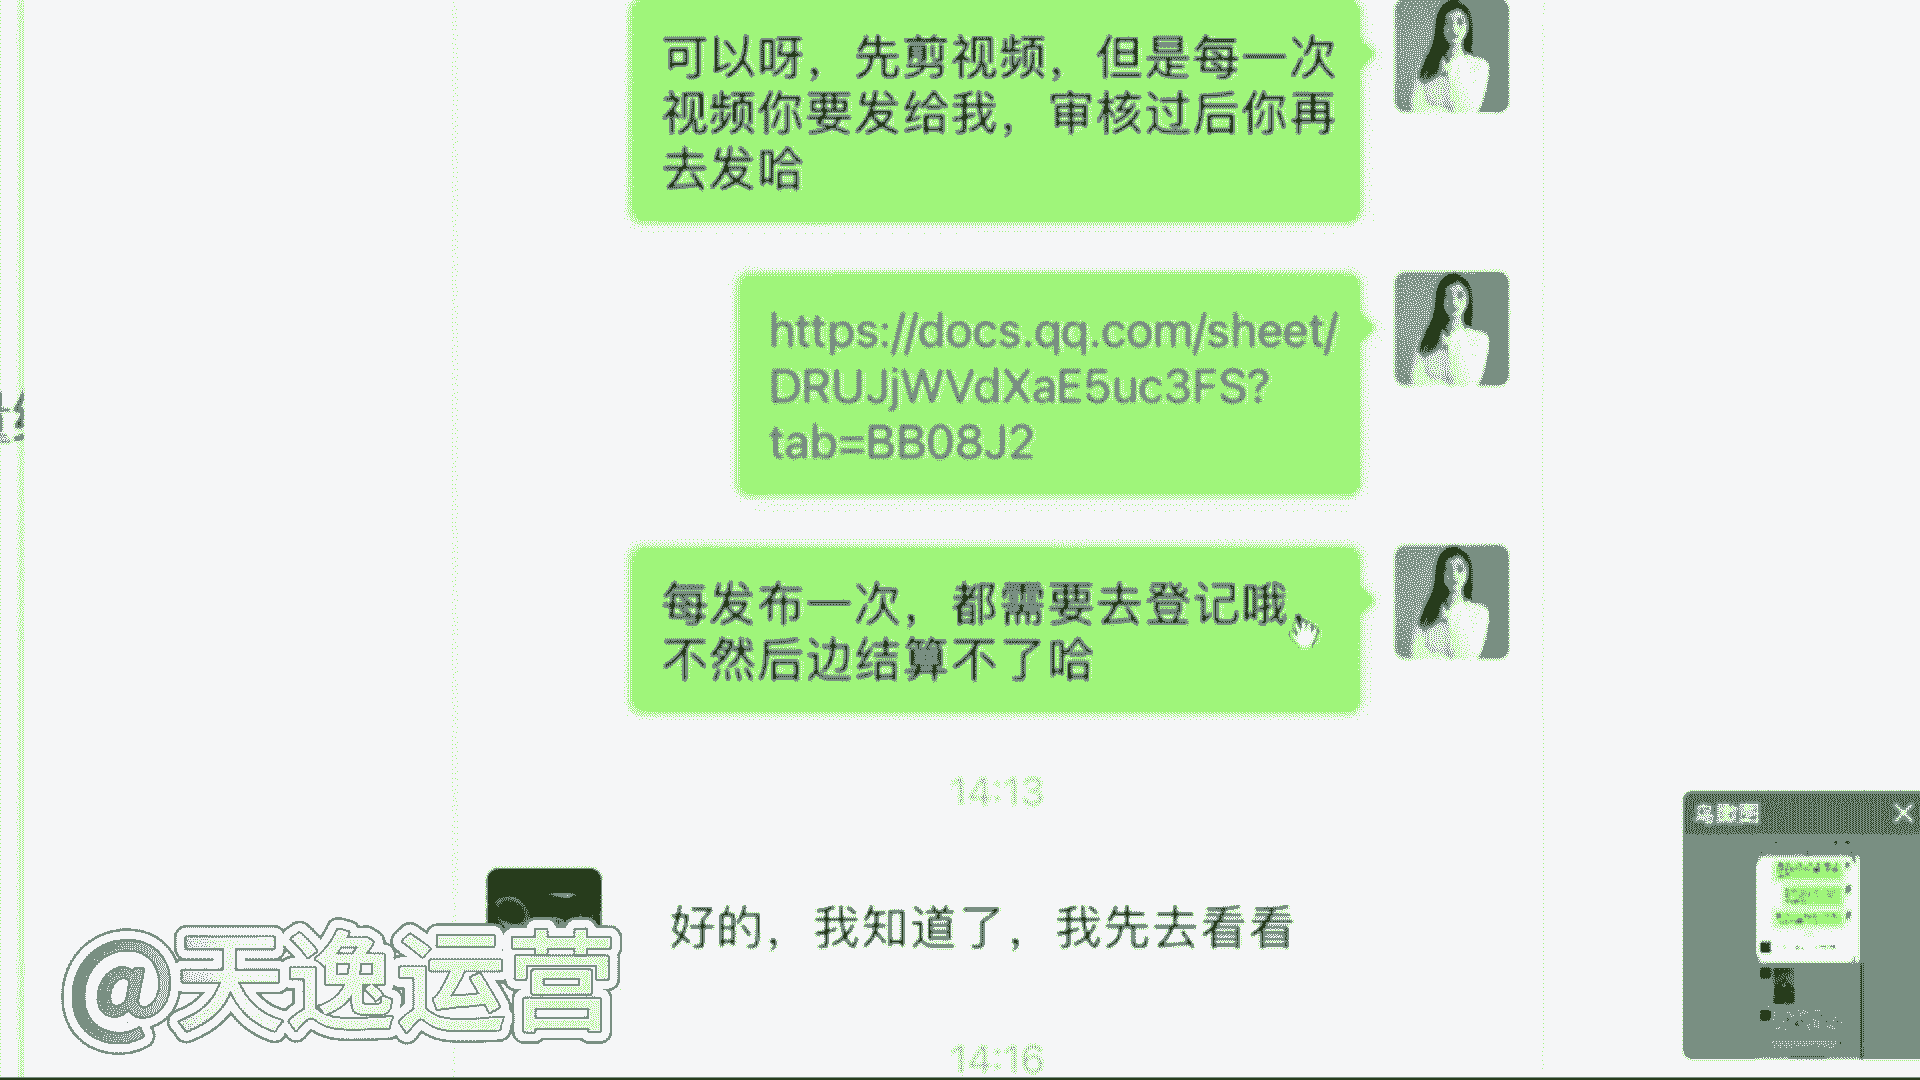 可以呀，先剪视频，但是每一次
视频你要发给我，审核过后你再
去发哈
https://docs.qq.com/sheet/
DRUJjWVdXaE5uc3FS?
tab=BB08J2
每发布一次，都需要去登记哦，
不然后边结算不了哈
14:13
好的，我知道了，我先去看看
@天逸运营
14:16